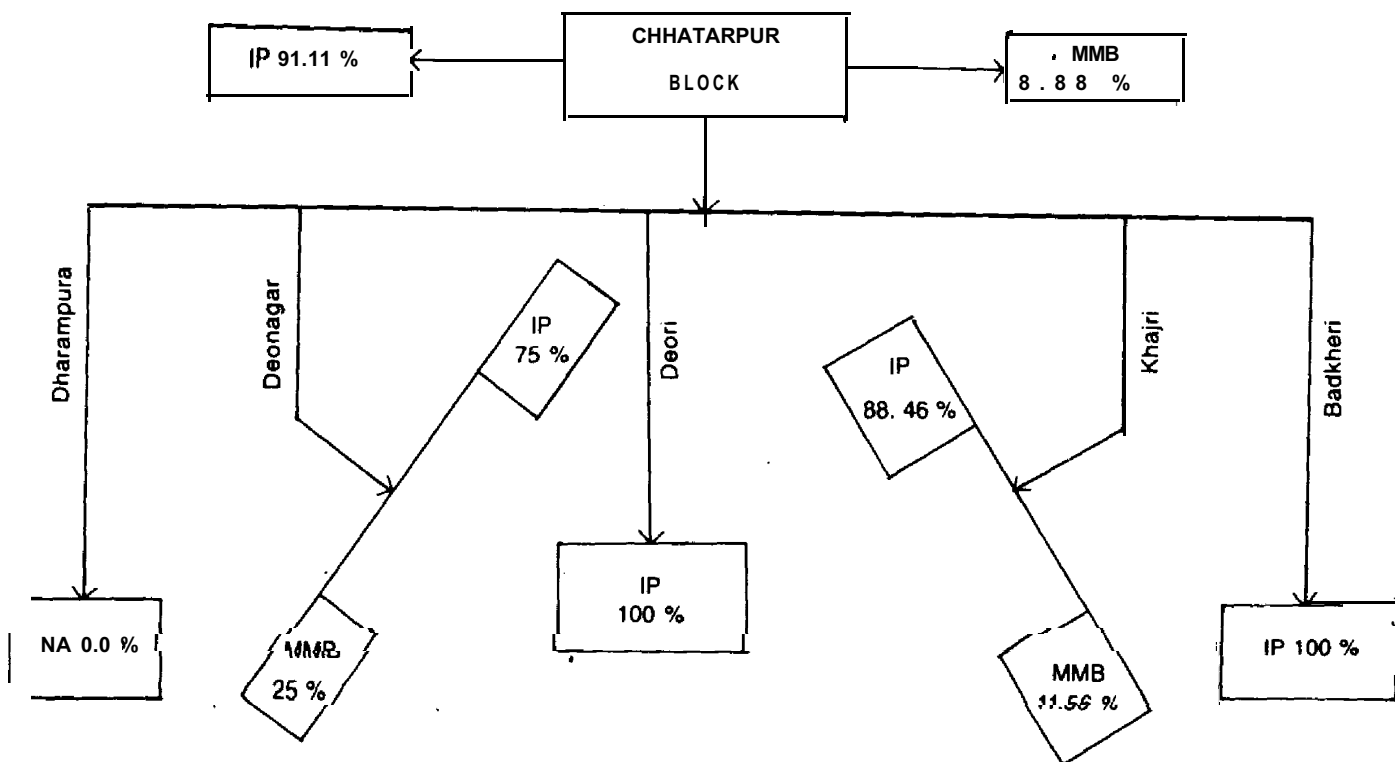 CHHATARPUR
BLOCK
IP 91.11 %
MMB
8.88 %
Dharampura
Deonagar
Deori
Khajri
Badkheri
IP
75 %
IP
88.46 %
IP
100 %
NA 0.0 %
25 %
MMB
IP 100 %